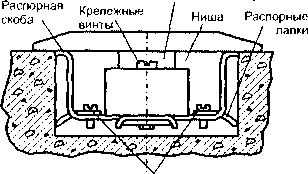 Распорная
скоба
Крепежные
винты
Ниша
Распорные
лапки